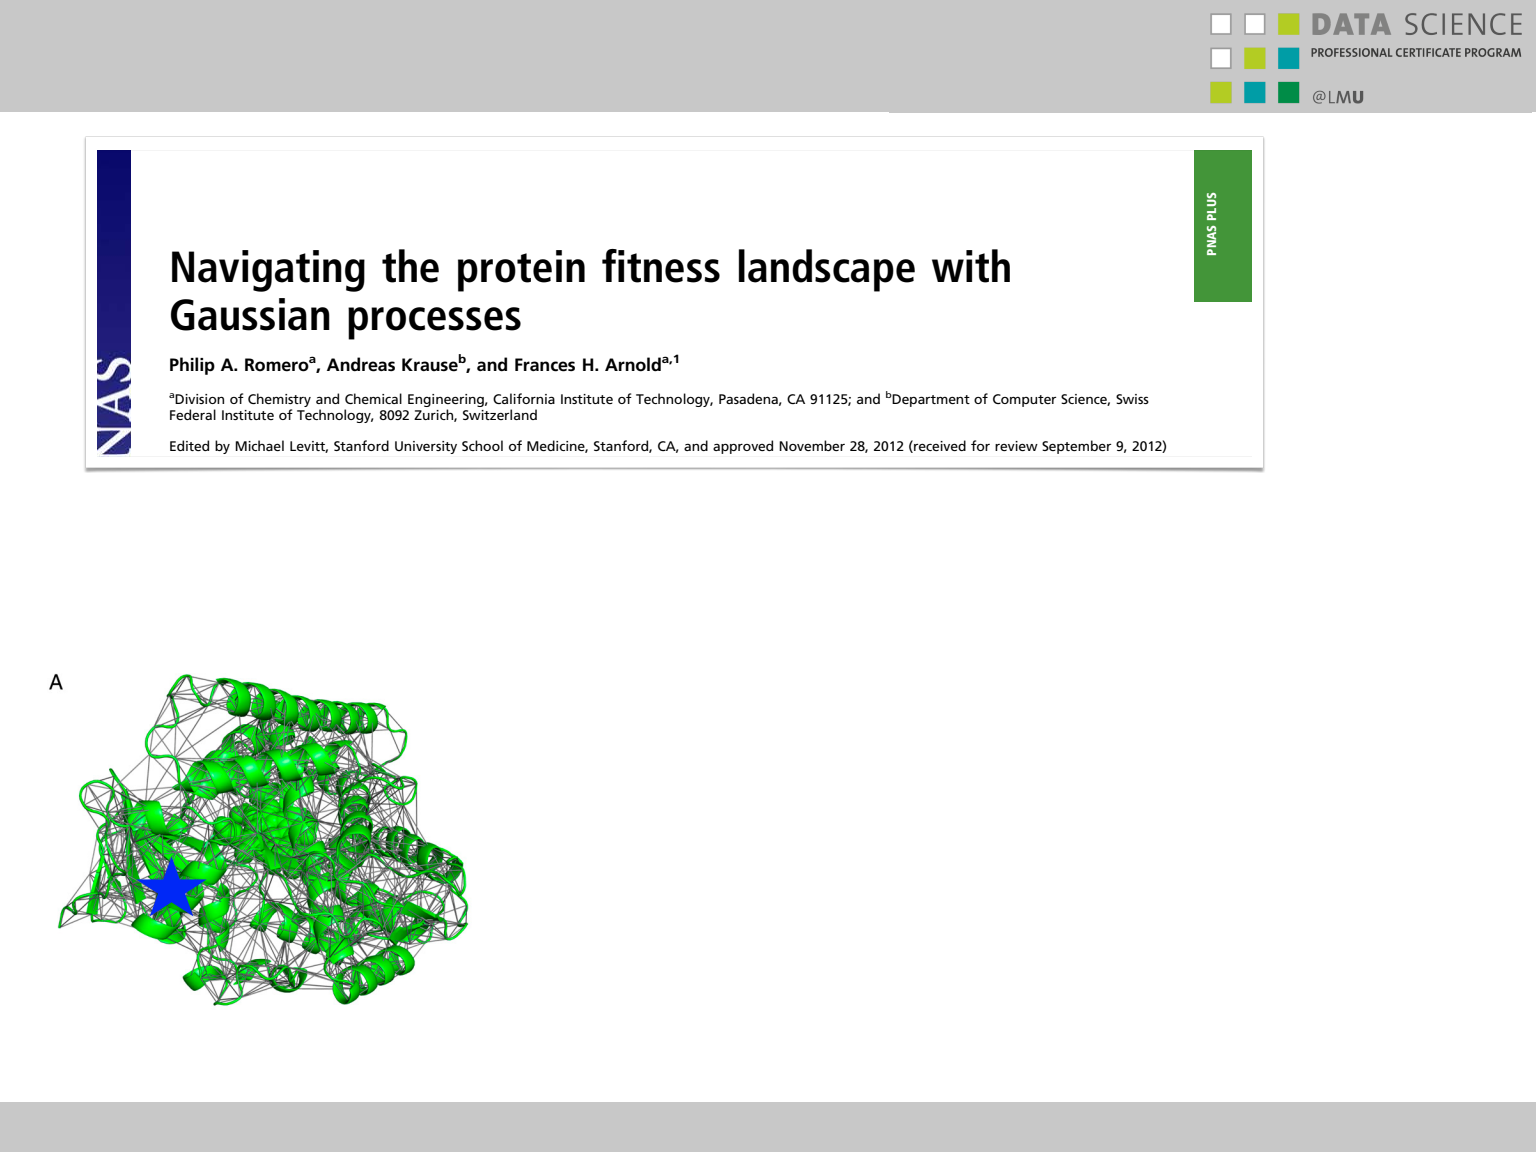 DATA SCIENCE
PROFESSIONAL CERTIFICATE PROGRAM
@LMU
PNAS PLUS
NAS
Navigating the protein fitness landscape with
Gaussian processes
Philip A. Romeroa, Andreas Krauseb, and Frances H. Arnolda,1
aDivision of Chemistry and Chemical Engineering, California Institute of Technology, Pasadena, CA 91125; and bDepartment of Computer Science, Swiss
Federal Institute of Technology, 8092 Zurich, Switzerland
Edited by Michael Levitt, Stanford University School of Medicine, Stanford, CA, and approved November 28, 2012 (received for review September 9, 2012)
A